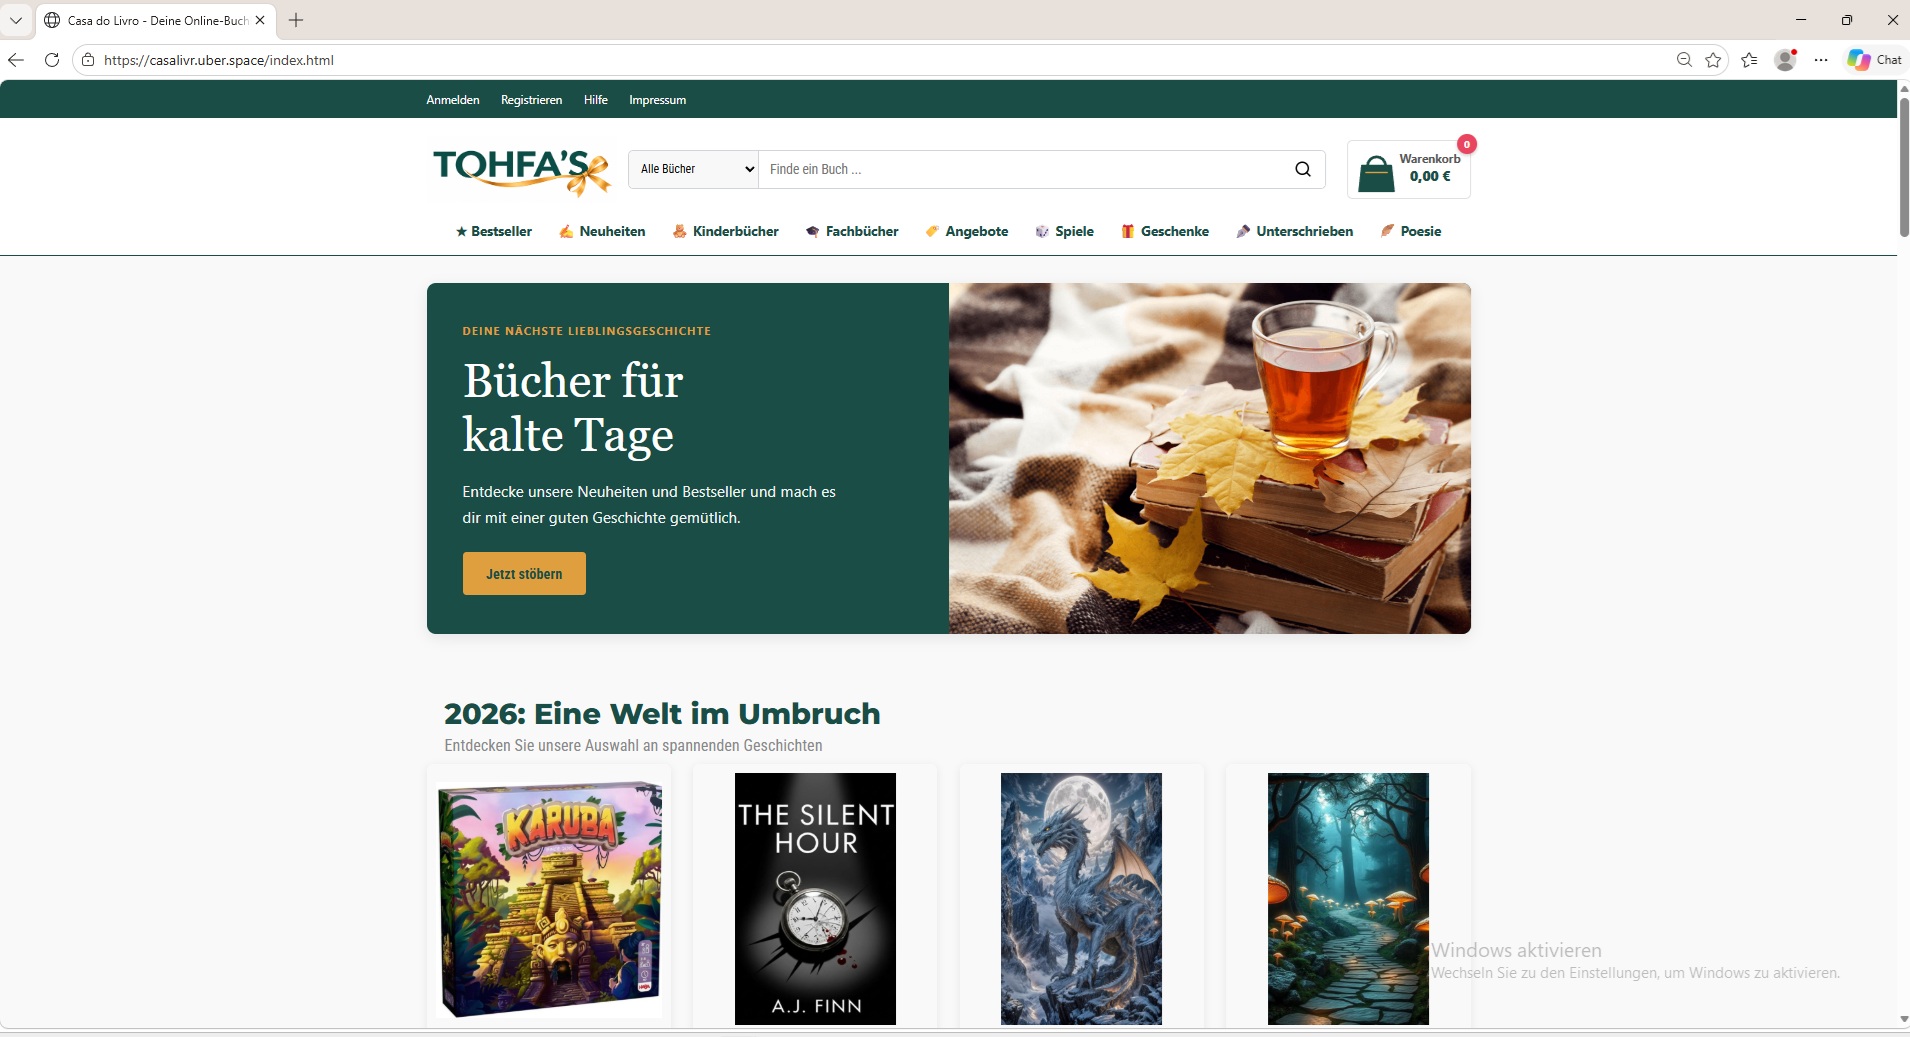 Casa do Livro - Deine Online-Buch
https://casalivr.uber.space/index.html
Chat
Anmelden Registrieren Hilfe Impressum
TOHFA'S
Alle Bücher
Finde ein Buch ...
0
Warenkorb
0,00 €
★ Bestseller Neuheiten Kinderbücher Fachbücher Angebote Spiele Geschenke Unterschrieben Poesie
DEINE NÄCHSTE LIEBLINGSGESCHICHTE
Bücher für
kalte Tage
Entdecke unsere Neuheiten und Bestseller und mach es
dir mit einer guten Geschichte gemütlich.
Jetzt stöbern
2026: Eine Welt im Umbruch
Entdecken Sie unsere Auswahl an spannenden Geschichten
KARUBA
HABA
THE SILENT
HOUR
A.J. FINN
Windows aktivieren
Wechseln Sie zu den Einstellungen, um Windows zu aktivieren.